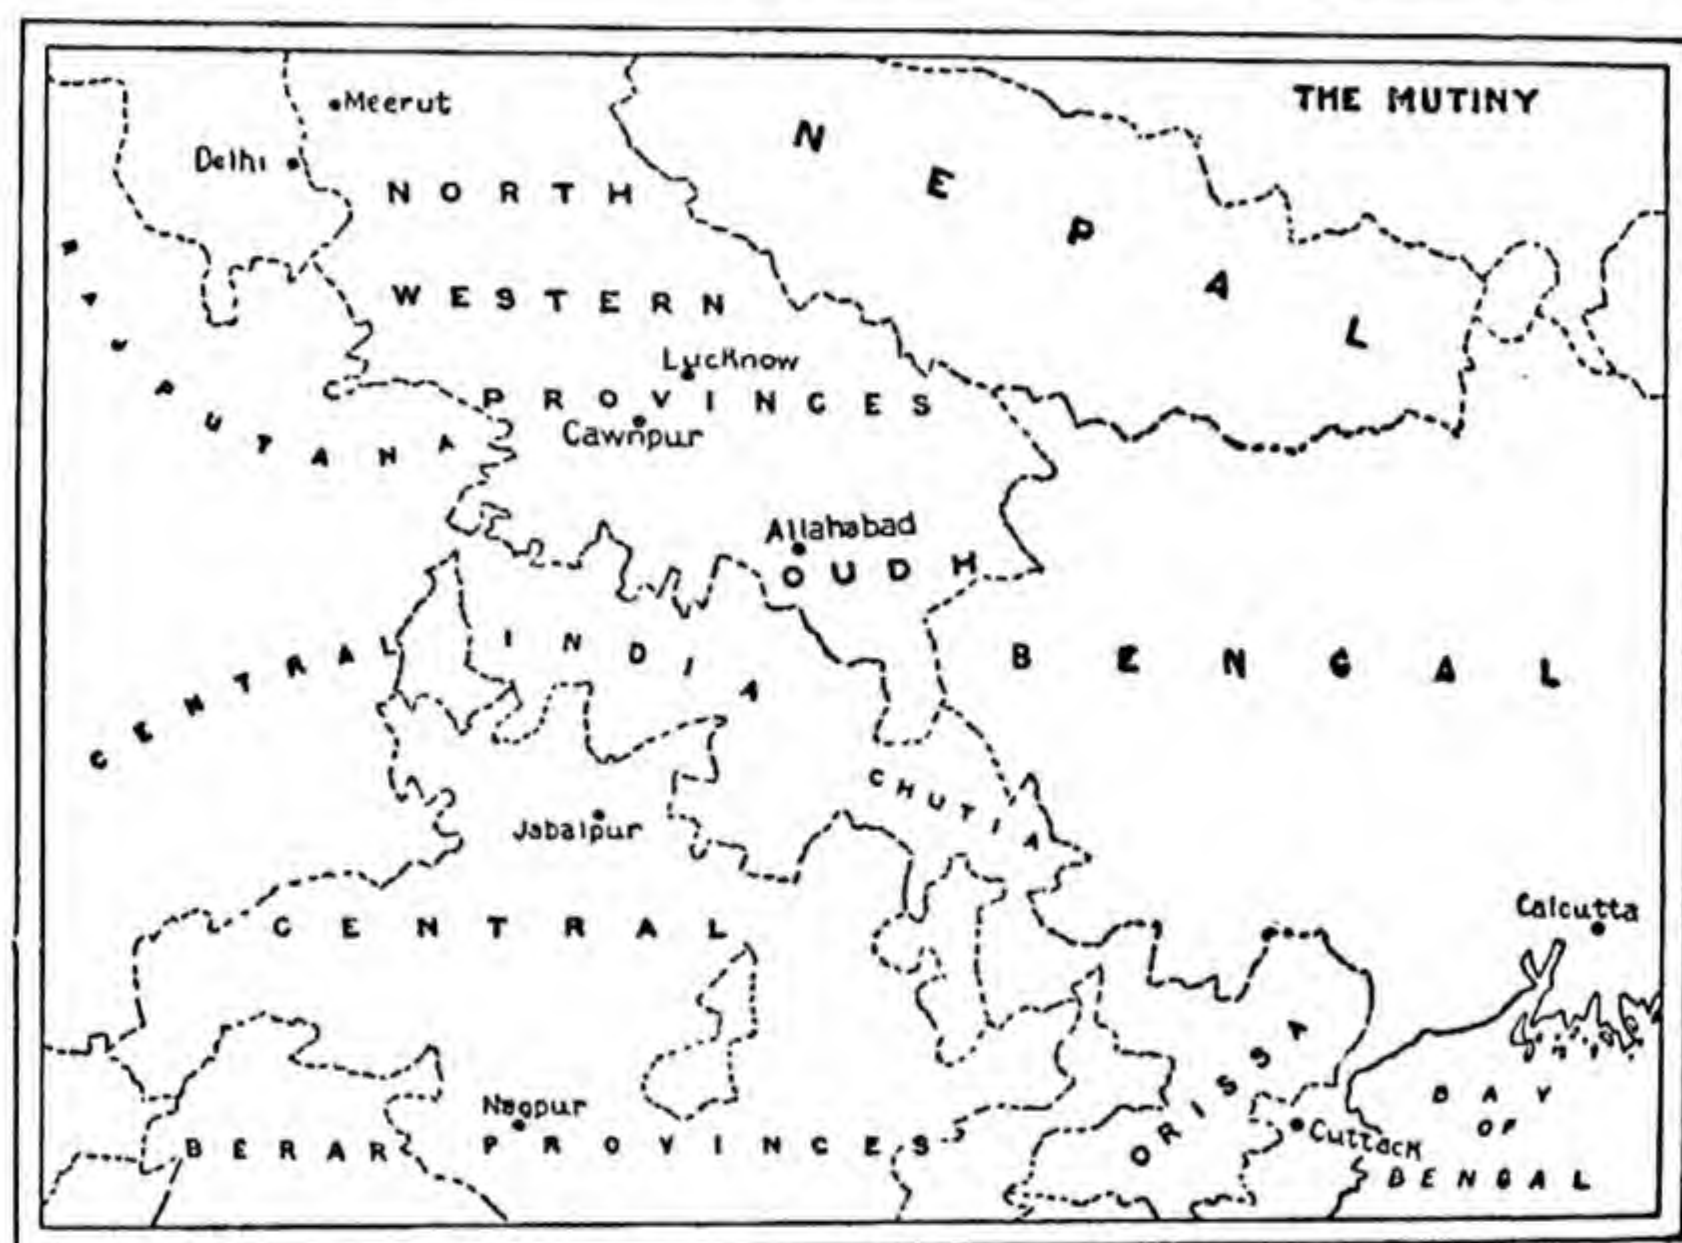 THE MUTINY
Meerut
NEPAL
Delhi
NORTH
WESTERN
Lucknow
PROVINCES
Cawnpur
RAJPUTANA
Allahabad
OUDH
CENTRAL INDIA
BENGAL
CHUTIA
Jabalpur
Calcutta
CENTRAL
ORISSA
BAY
OF
BENGAL
Nagpur
BERAR
PROVINCES
Cuttack